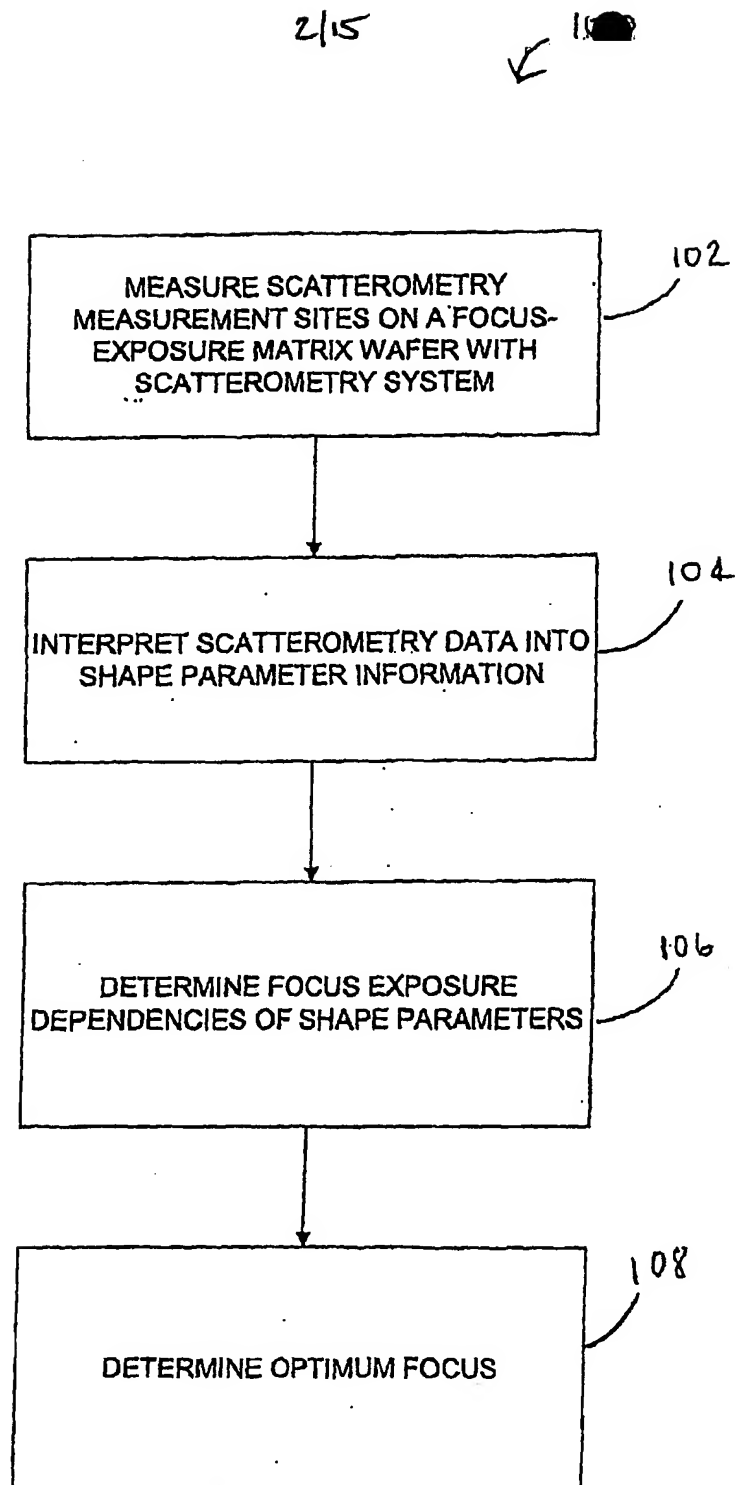 2/15
102
MEASURE SCATTEROMETRY
MEASUREMENT SITES ON A FOCUS-
EXPOSURE MATRIX WAFER WITH
SCATTEROMETRY SYSTEM
104
INTERPRET SCATTEROMETRY DATA INTO
SHAPE PARAMETER INFORMATION
106
DETERMINE FOCUS EXPOSURE
DEPENDENCIES OF SHAPE PARAMETERS
108
DETERMINE OPTIMUM FOCUS